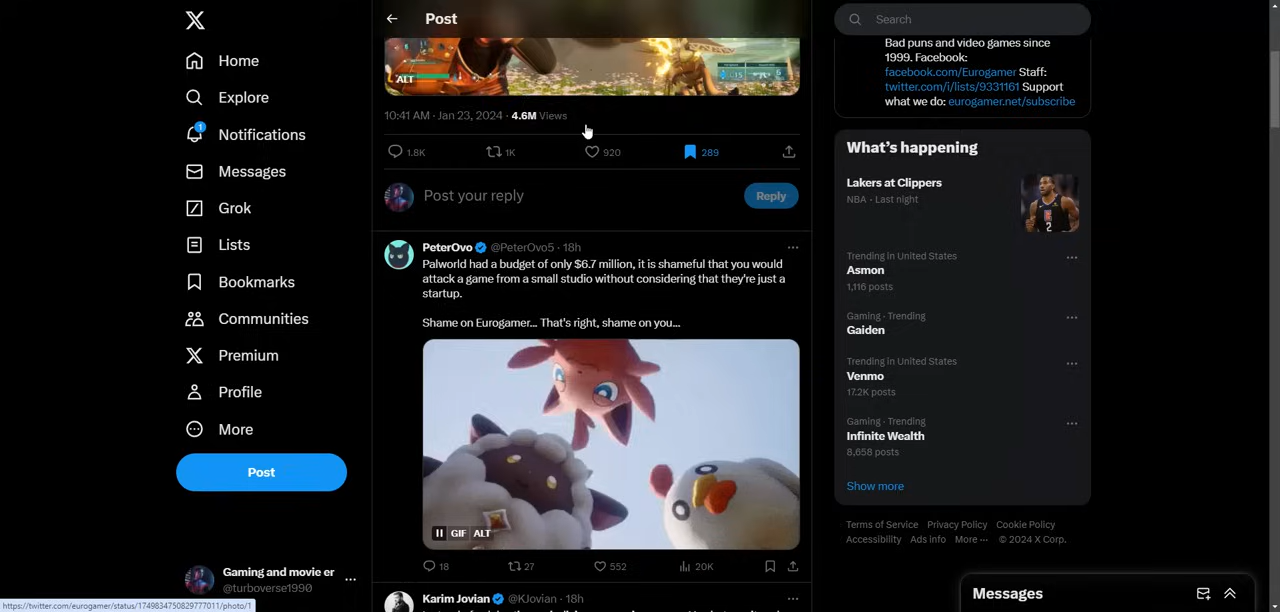 Home
Explore
1
Notifications
Messages
Grok
Lists
Bookmarks
Communities
Premium
Profile
More
Post
Gaming and movie er
@turboverse1990
https://twitter.com/eurogamer/status/1749834750829777011/photo/1
Post
ALT
10:41 AM · Jan 23, 2024 · 4.6M Views
1.8K 1K 920 289
Post your reply
Reply
PeterOvo @PeterOvo5 · 18h
Palworld had a budget of only $6.7 million, it is shameful that you would
attack a game from a small studio without considering that they're just a
startup.
Shame on Eurogamer... That's right, shame on you...
GIF ALT
18 27 552 20K
Karim Jovian @KJovian · 18h
Search
Bad puns and video games since
1999. Facebook:
facebook.com/Eurogamer Staff:
twitter.com/i/lists/9331161 Support
what we do: eurogamer.net/subscribe
What's happening
Lakers at Clippers
NBA · Last night
Trending in United States
Asmon
1,116 posts
Gaming · Trending
Gaiden
Trending in United States
Venmo
17.2K posts
Gaming · Trending
Infinite Wealth
8,658 posts
Show more
Terms of Service Privacy Policy Cookie Policy
Accessibility Ads info More ··· © 2024 X Corp.
Messages